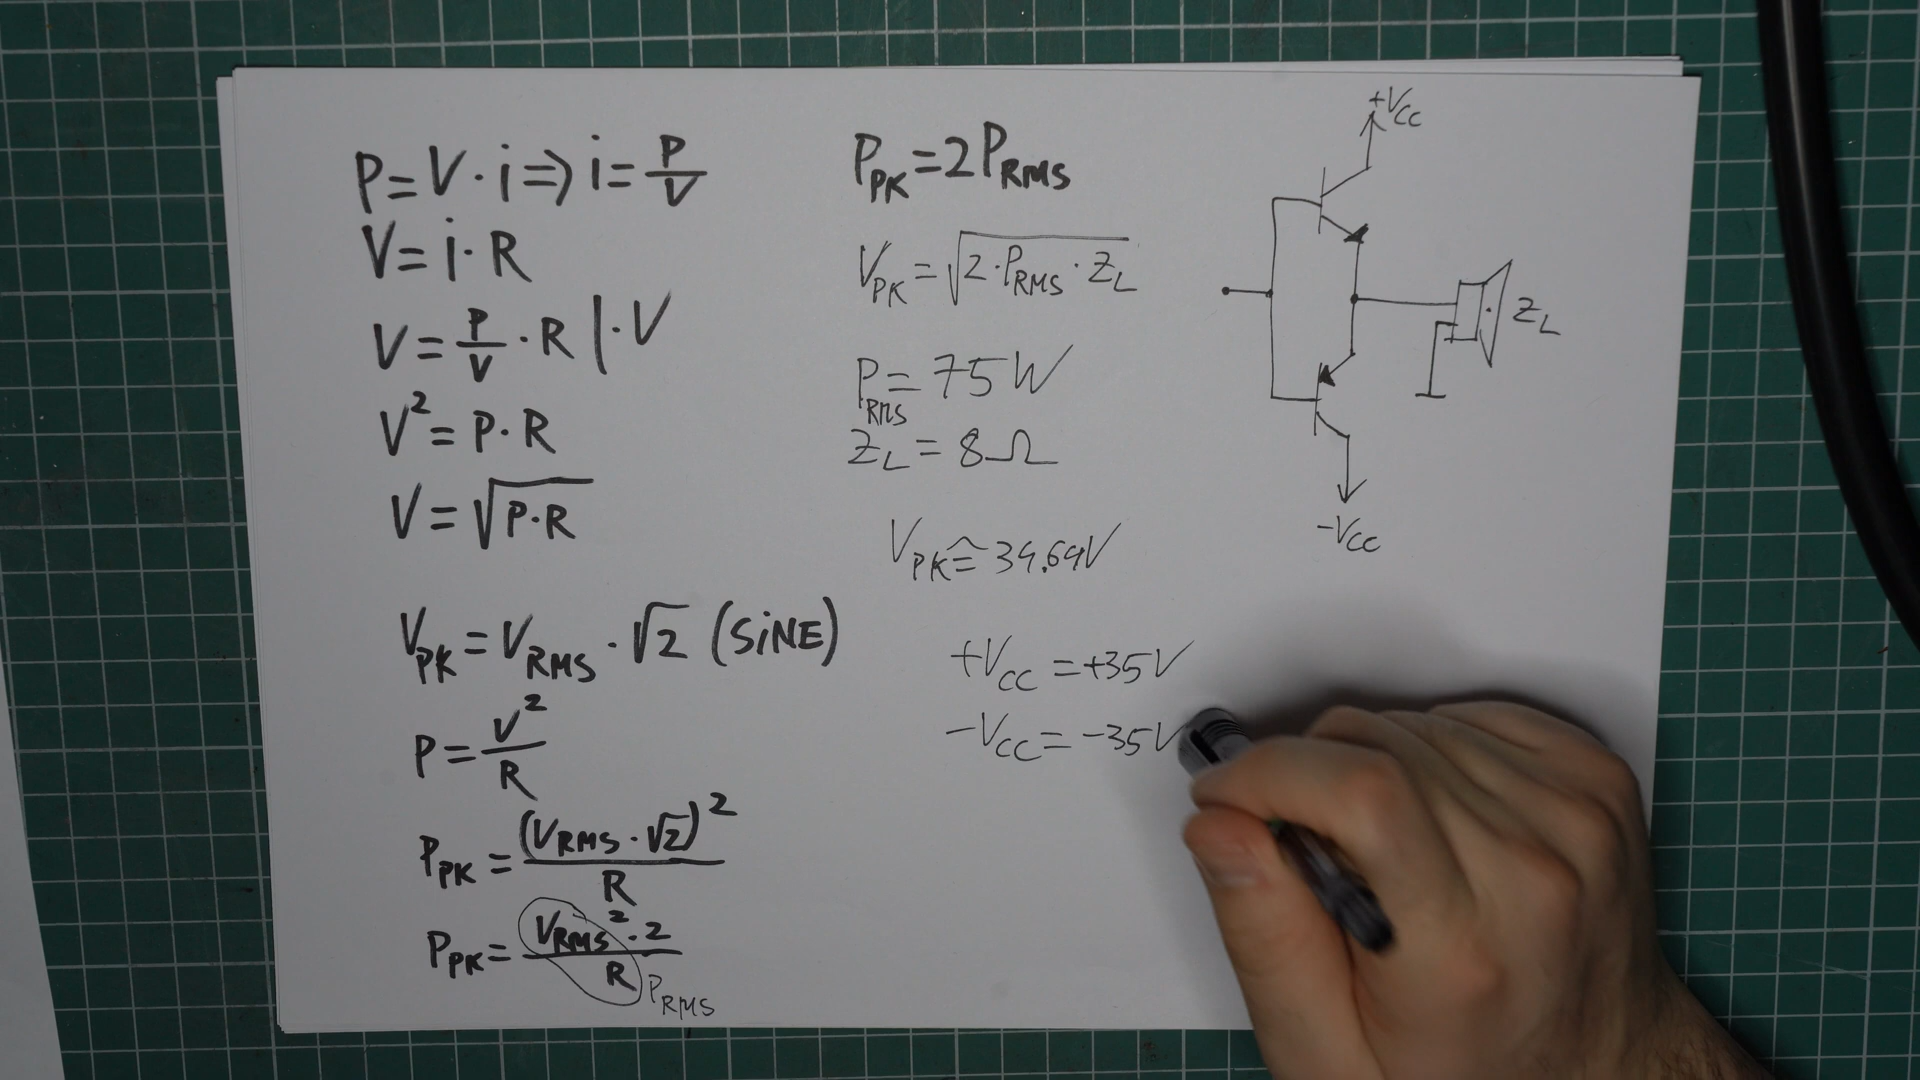 P = V · i => i = P/V
V = i · R
V = P/V · R | · V
V² = P · R
V = √(P·R)
V_PK = V_RMS · √2 (SiNE)
P = V²/R
P_PK = (V_RMS · √2)²/R
P_PK = V_RMS² · 2/R
P_RMS
P_PK = 2P_RMS
V_PK = √(2 · P_RMS · Z_L)
P_RMS = 75W
Z_L = 8Ω
V_PK ≙ 34.64V
+V_CC = +35V
-V_CC = -35V
+V_CC
Z_L
-V_CC